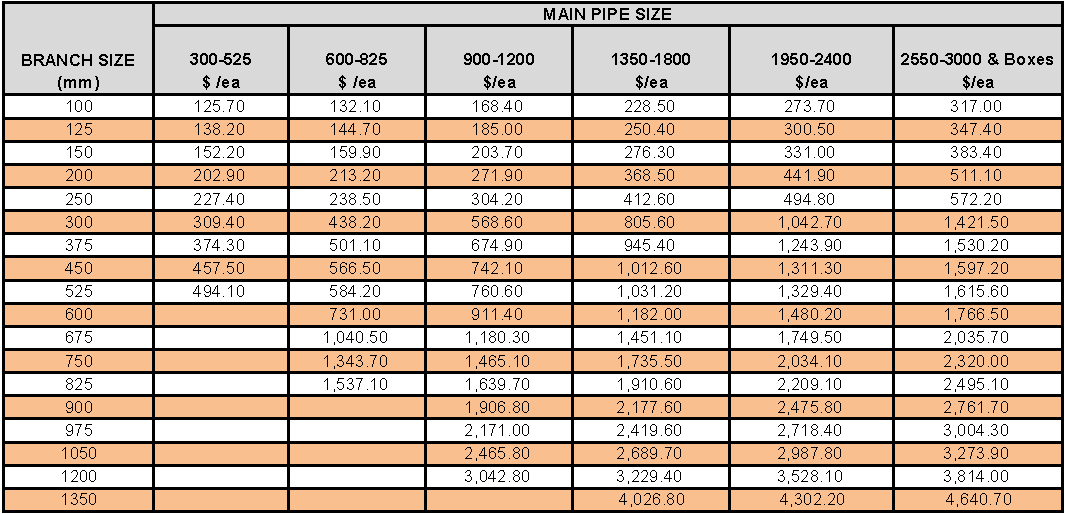 MAIN PIPE SIZE
BRANCH SIZE (mm) 300-525 $ /ea 600-825 $ /ea 900-1200 $/ea 1350-1800 $/ea 1950-2400 $/ea 2550-3000 & Boxes $/ea
100 125.70 132.10 168.40 228.50 273.70 317.00
125 138.20 144.70 185.00 250.40 300.50 347.40
150 152.20 159.90 203.70 276.30 331.00 383.40
200 202.90 213.20 271.90 368.50 441.90 511.10
250 227.40 238.50 304.20 412.60 494.80 572.20
300 309.40 438.20 568.60 805.60 1,042.70 1,421.50
375 374.30 501.10 674.90 945.40 1,243.90 1,530.20
450 457.50 566.50 742.10 1,012.60 1,311.30 1,597.20
525 494.10 584.20 760.60 1,031.20 1,329.40 1,615.60
600 731.00 911.40 1,182.00 1,480.20 1,766.50
675 1,040.50 1,180.30 1,451.10 1,749.50 2,035.70
750 1,343.70 1,465.10 1,735.50 2,034.10 2,320.00
825 1,537.10 1,639.70 1,910.60 2,209.10 2,495.10
900 1,906.80 2,177.60 2,475.80 2,761.70
975 2,171.00 2,419.60 2,718.40 3,004.30
1050 2,465.80 2,689.70 2,987.80 3,273.90
1200 3,042.80 3,229.40 3,528.10 3,814.00
1350 4,026.80 4,302.20 4,640.70